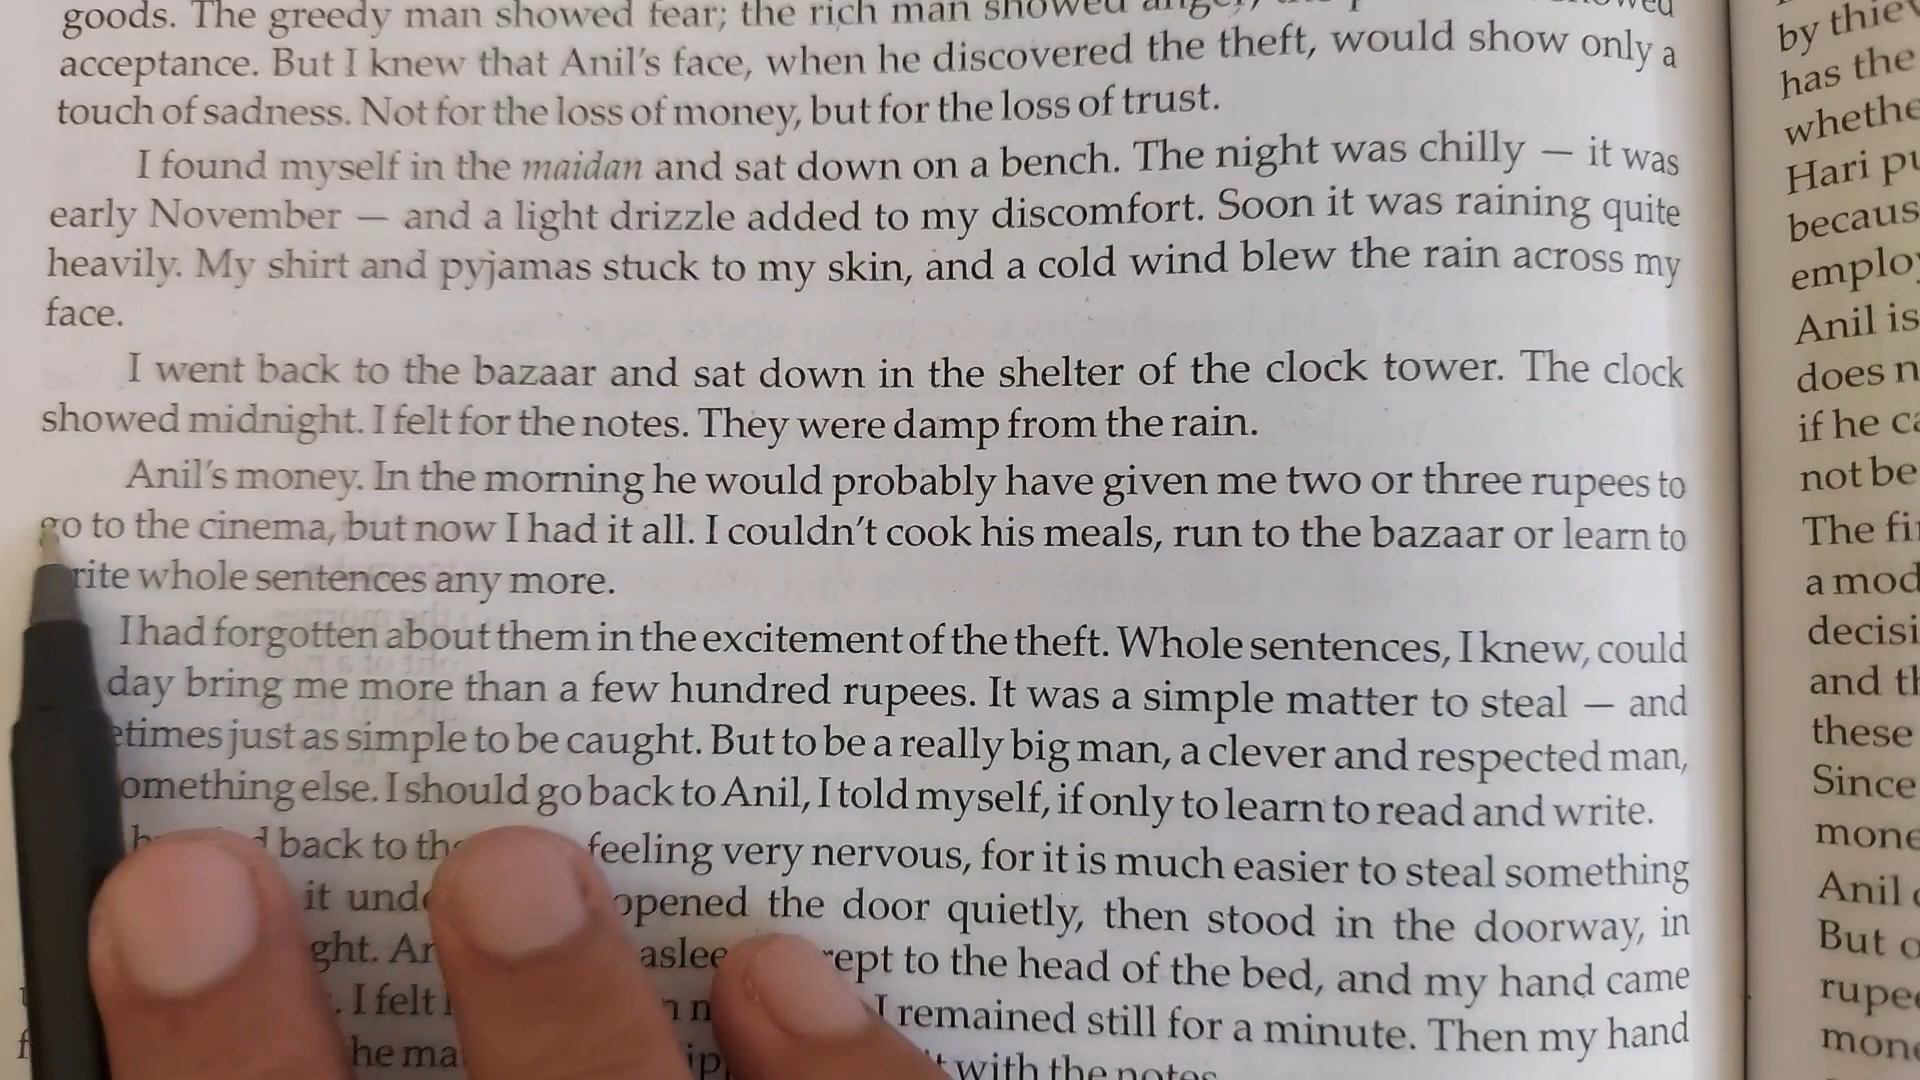 goods. The greedy man showed fear; the rich man showed
acceptance. But I knew that Anil's face, when he discovered the theft, would show only a
touch of sadness. Not for the loss of money, but for the loss of trust.
I found myself in the maidan and sat down on a bench. The night was chilly — it was
early November — and a light drizzle added to my discomfort. Soon it was raining quite
heavily. My shirt and pyjamas stuck to my skin, and a cold wind blew the rain across my
face.
I went back to the bazaar and sat down in the shelter of the clock tower. The clock
showed midnight. I felt for the notes. They were damp from the rain.
Anil's money. In the morning he would probably have given me two or three rupees to
go to the cinema, but now I had it all. I couldn't cook his meals, run to the bazaar or learn to
rite whole sentences any more.
I had forgotten about them in the excitement of the theft. Whole sentences, I knew, could
day bring me more than a few hundred rupees. It was a simple matter to steal — and
etimes just as simple to be caught. But to be a really big man, a clever and respected man,
omething else. I should go back to Anil, I told myself, if only to learn to read and write.
back to feeling very nervous, for it is much easier to steal something
it opened the door quietly, then stood in the doorway, in
ght. aslee rept to the head of the bed, and my hand came
I felt I remained still for a minute. Then my hand
he with the notes
by thiev
has the
whethe
Hari pu
becaus
employ
Anil is
does n
if he ca
not be
The fir
a mod
decisi
and th
these
Since
mone
Anil
But o
rupee
mone